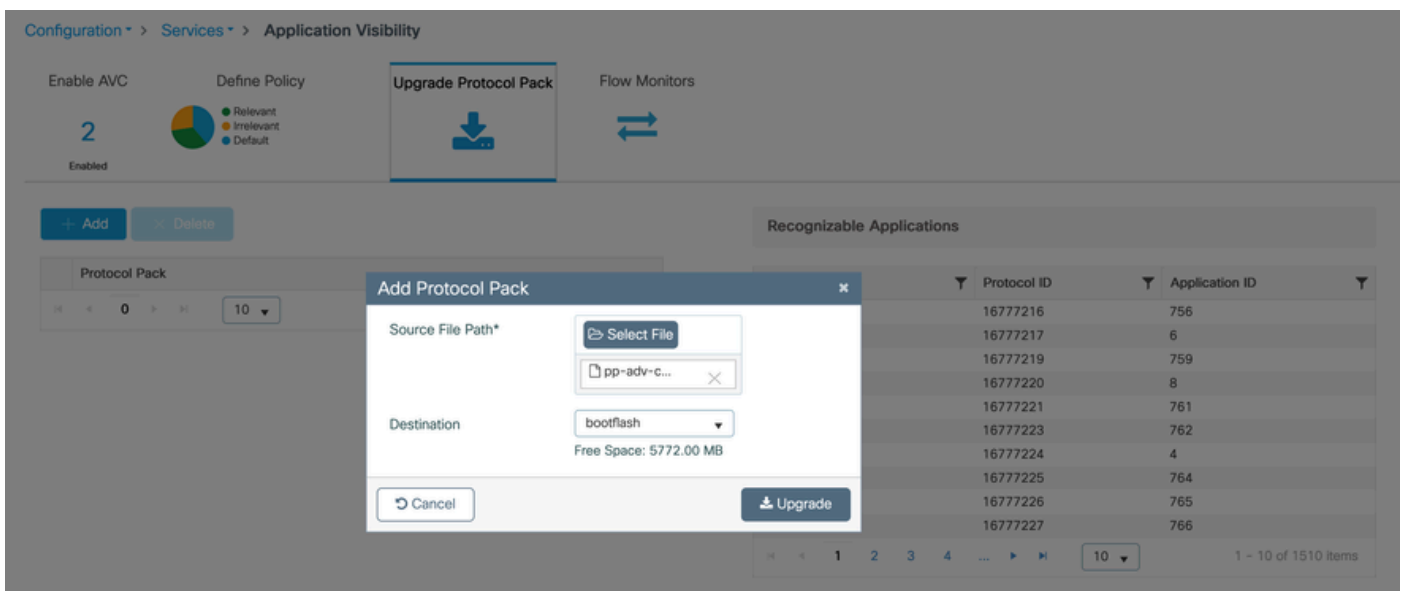 Configuration > Services > Application Visibility
Enable AVC
2
Enabled
Define Policy
Relevant
Irrelevant
Default
Upgrade Protocol Pack
Flow Monitors
+ Add
× Delete
Protocol Pack
0
10
Add Protocol Pack
Source File Path*
Select File
pp-adv-c...
Destination
bootflash
Free Space: 5772.00 MB
Cancel
Upgrade
Recognizable Applications
Protocol ID Application ID
16777216 756
16777217 6
16777219 759
16777220 8
16777221 761
16777223 762
16777224 4
16777225 764
16777226 765
16777227 766
1 2 3 4 ... 10 1 - 10 of 1510 items